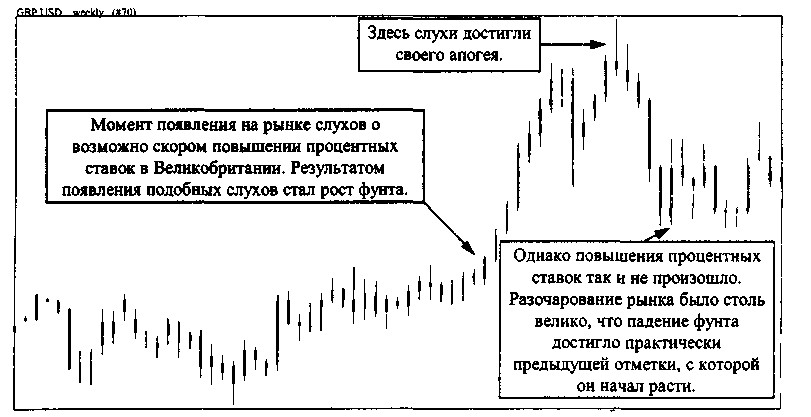 GBP USD weekly (#70)
Здесь слухи достигли
своего апогея.
Момент появления на рынке слухов о
возможно скором повышении процентных
ставок в Великобритании. Результатом
появления подобных слухов стал рост фунта.
Однако повышения процентных
ставок так и не произошло.
Разочарование рынка было столь
велико, что падение фунта
достигло практически
предыдущей отметки, с которой
он начал расти.